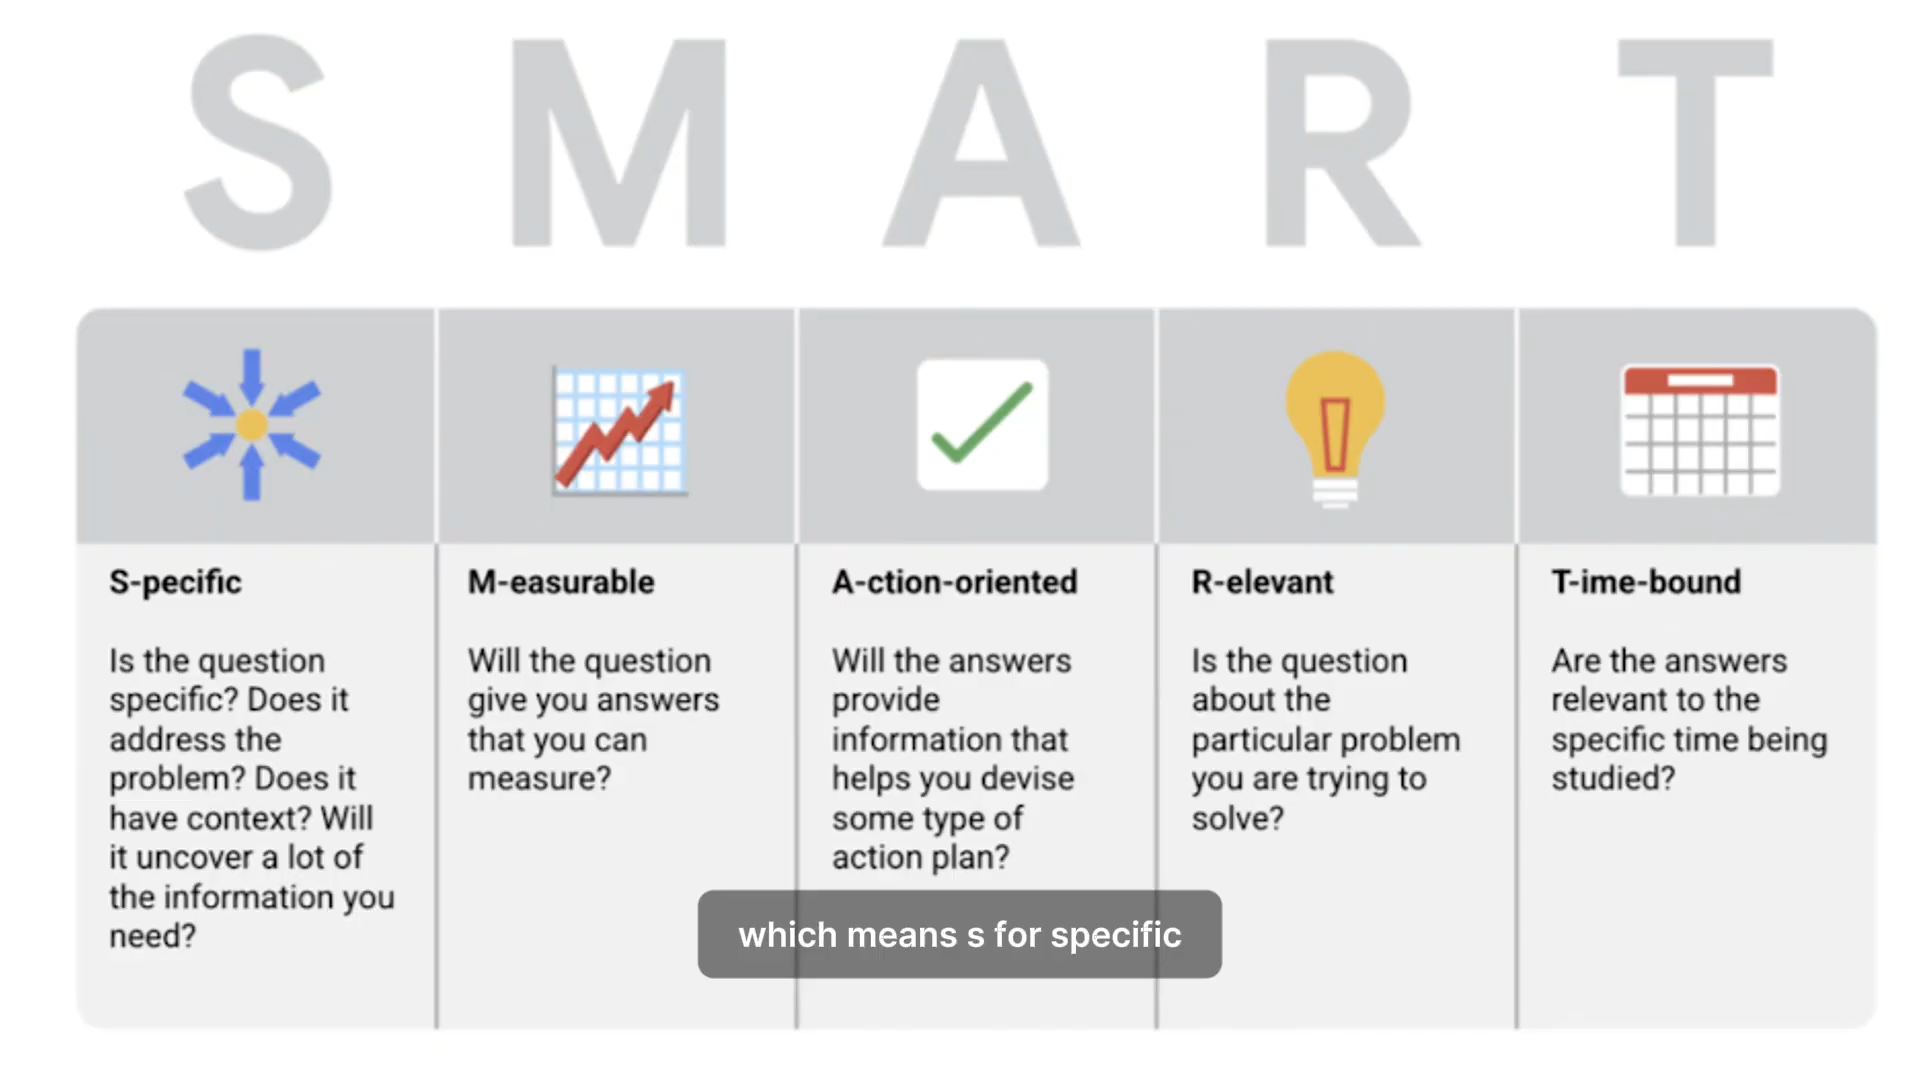 S M A R T
S-pecific
Is the question
specific? Does it
address the
problem? Does it
have context? Will
it uncover a lot of
the information you
need?
M-easurable
Will the question
give you answers
that you can
measure?
A-ction-oriented
Will the answers
provide
information that
helps you devise
some type of
action plan?
R-elevant
Is the question
about the
particular problem
you are trying to
solve?
T-ime-bound
Are the answers
relevant to the
specific time being
studied?
which means s for specific